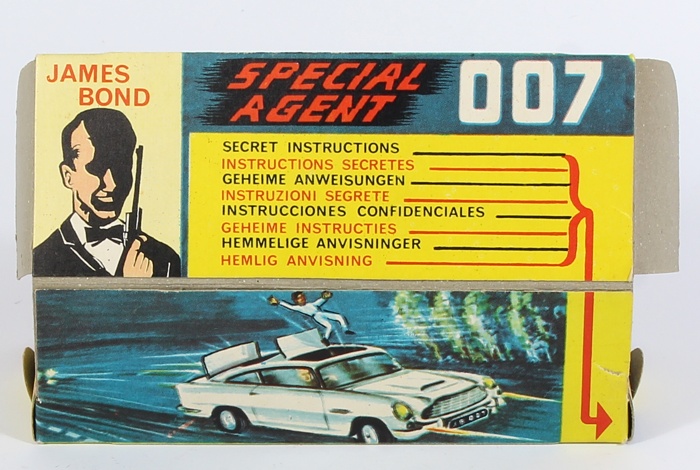 JAMES
BOND
SPECIAL
AGENT
007
SECRET INSTRUCTIONS
INSTRUCTIONS SECRETES
GEHEIME ANWEISUNGEN
INSTRUZIONI SEGRETE
INSTRUCCIONES CONFIDENCIALES
GEHEIME INSTRUCTIES
HEMMELIGE ANVISNINGER
HEMLIG ANVISNING